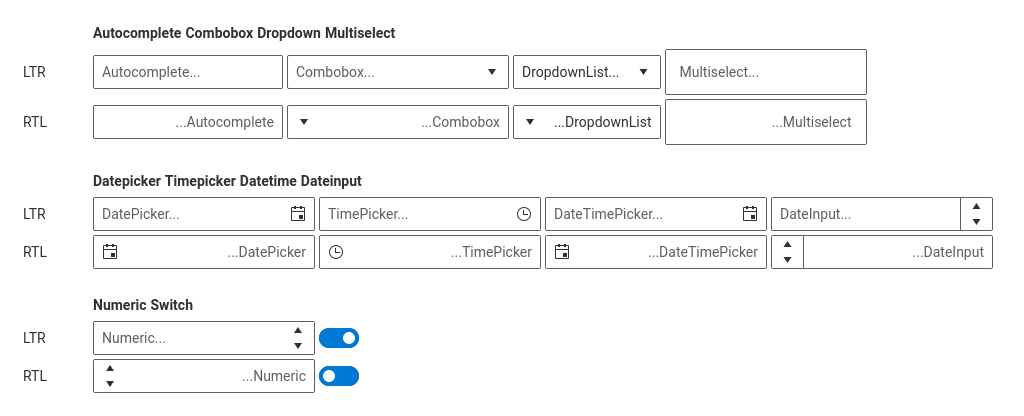 Autocomplete Combobox Dropdown Multiselect
LTR Autocomplete... Combobox... DropdownList... Multiselect...
RTL ...Autocomplete ...Combobox ...DropdownList ...Multiselect
Datepicker Timepicker Datetime Dateinput
LTR DatePicker... TimePicker... DateTimePicker... DateInput...
RTL ...DatePicker ...TimePicker ...DateTimePicker ...DateInput
Numeric Switch
LTR Numeric...
RTL ...Numeric